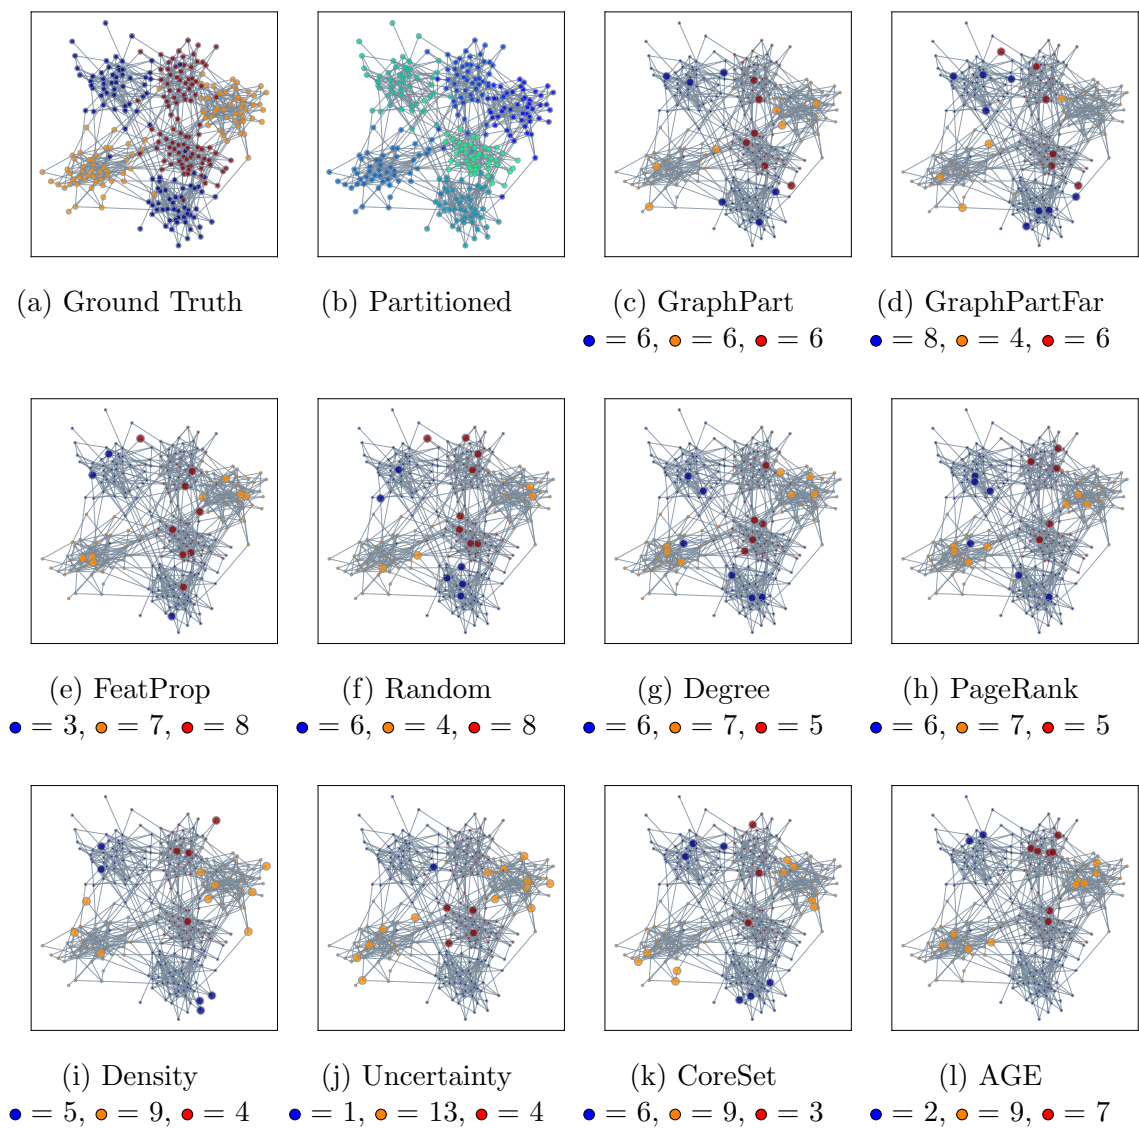 (a) Ground Truth
(b) Partitioned
(c) GraphPart
(d) GraphPartFar
= 6, = 6, = 6
= 8, = 4, = 6
(e) FeatProp
(f) Random
(g) Degree
(h) PageRank
= 3, = 7, = 8
= 6, = 4, = 8
= 6, = 7, = 5
= 6, = 7, = 5
(i) Density
(j) Uncertainty
(k) CoreSet
(l) AGE
= 5, = 9, = 4
= 1, = 13, = 4
= 6, = 9, = 3
= 2, = 9, = 7